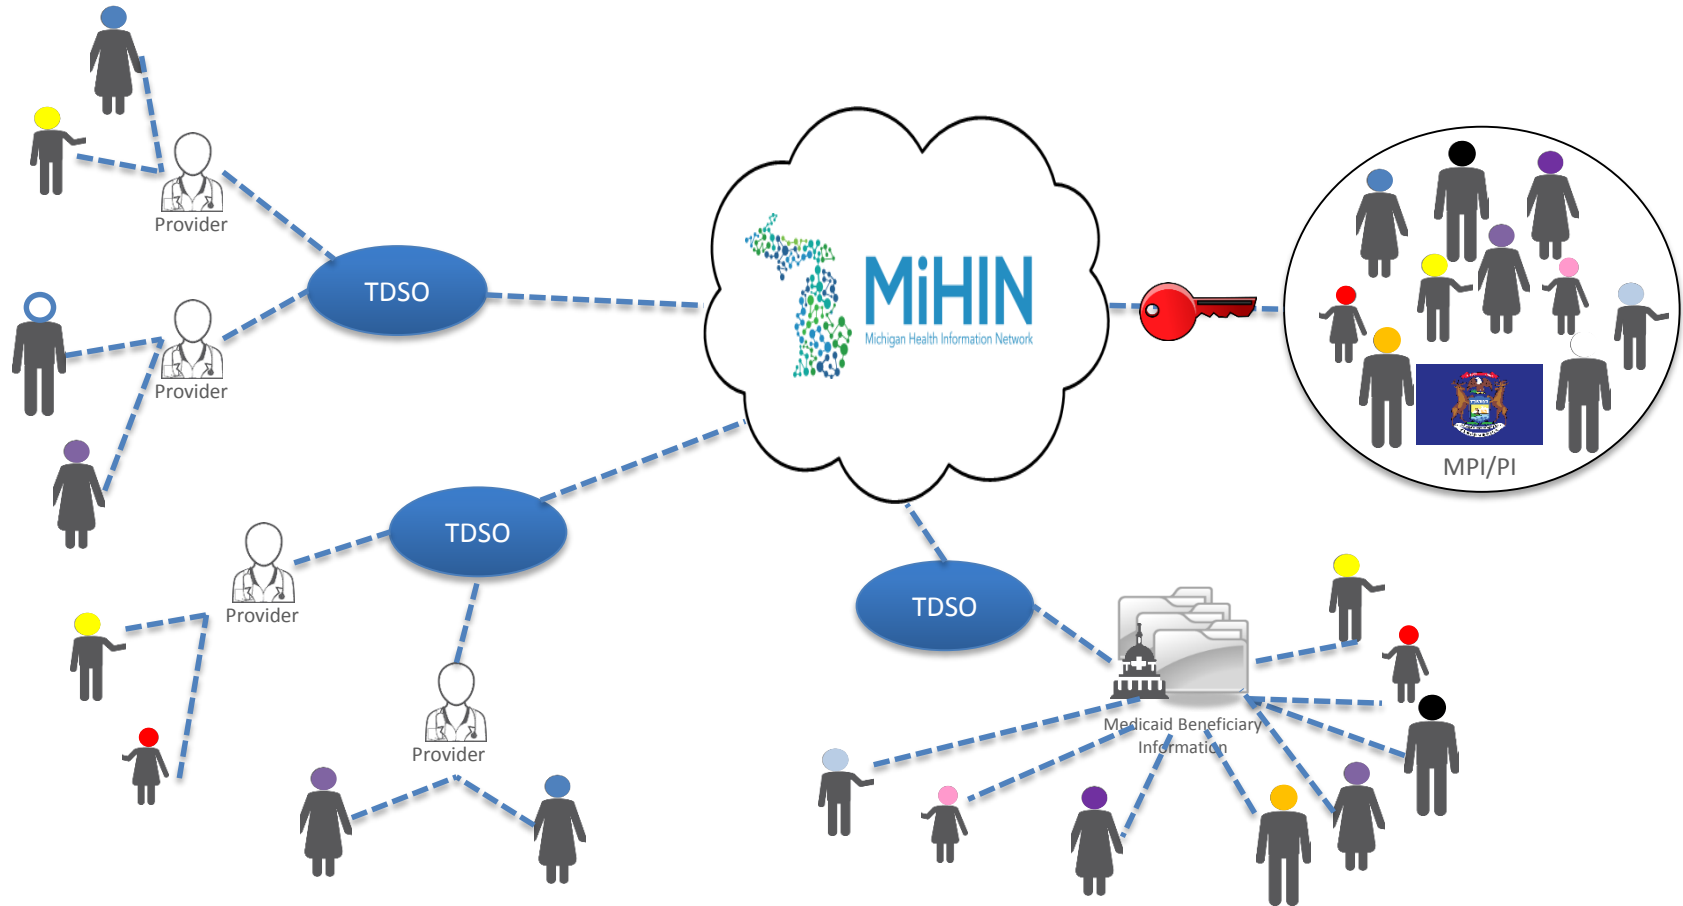 Provider
TDSO
MiHIN
Michigan Health Information Network
Provider
MPI/PI
TDSO
Provider
TDSO
Provider
Medicaid Beneficiary
Information